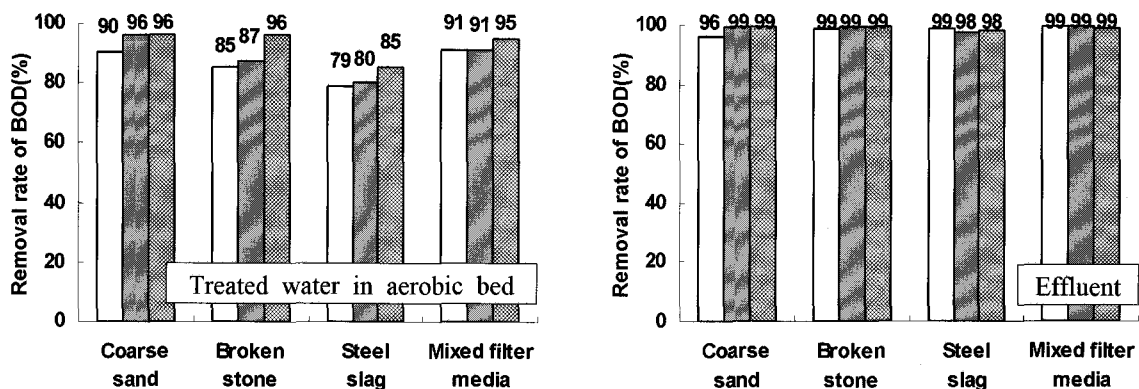 Removal rate of BOD(%)
100
80
60
40
20
0
90 96 96
85 87 96
79 80 85
91 91 95
Treated water in aerobic bed
Coarse sand
Broken stone
Steel slag
Mixed filter media
Removal rate of BOD(%)
100
80
60
40
20
0
96 99 99
99 99 99
99 98 98
99 99 99
Effluent
Coarse sand
Broken stone
Steel slag
Mixed filter media